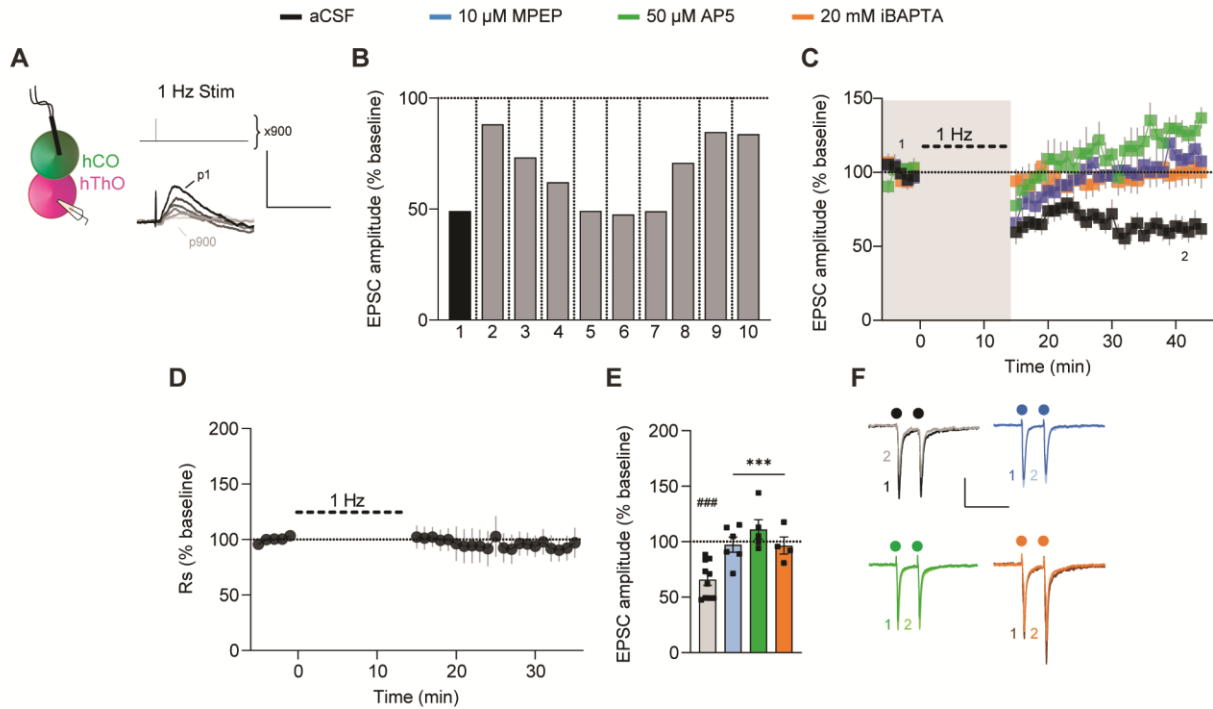 aCSF 10 µM MPEP 50 µM AP5 20 mM iBAPTA
A
1 Hz Stim
x900
hCO
hThO
p1
p900
B
EPSC amplitude (% baseline)
100
50
0
1 2 3 4 5 6 7 8 9 10
C
EPSC amplitude (% baseline)
150
100
50
0
1
1 Hz
2
0 20 30 40
Time (min)
D
Rs (% baseline)
200
150
100
50
0
1 Hz
0 10 20 30
Time (min)
E
EPSC amplitude (% baseline)
200
150
100
50
0
###
***
F
2
1
1 2
1 2
1 2